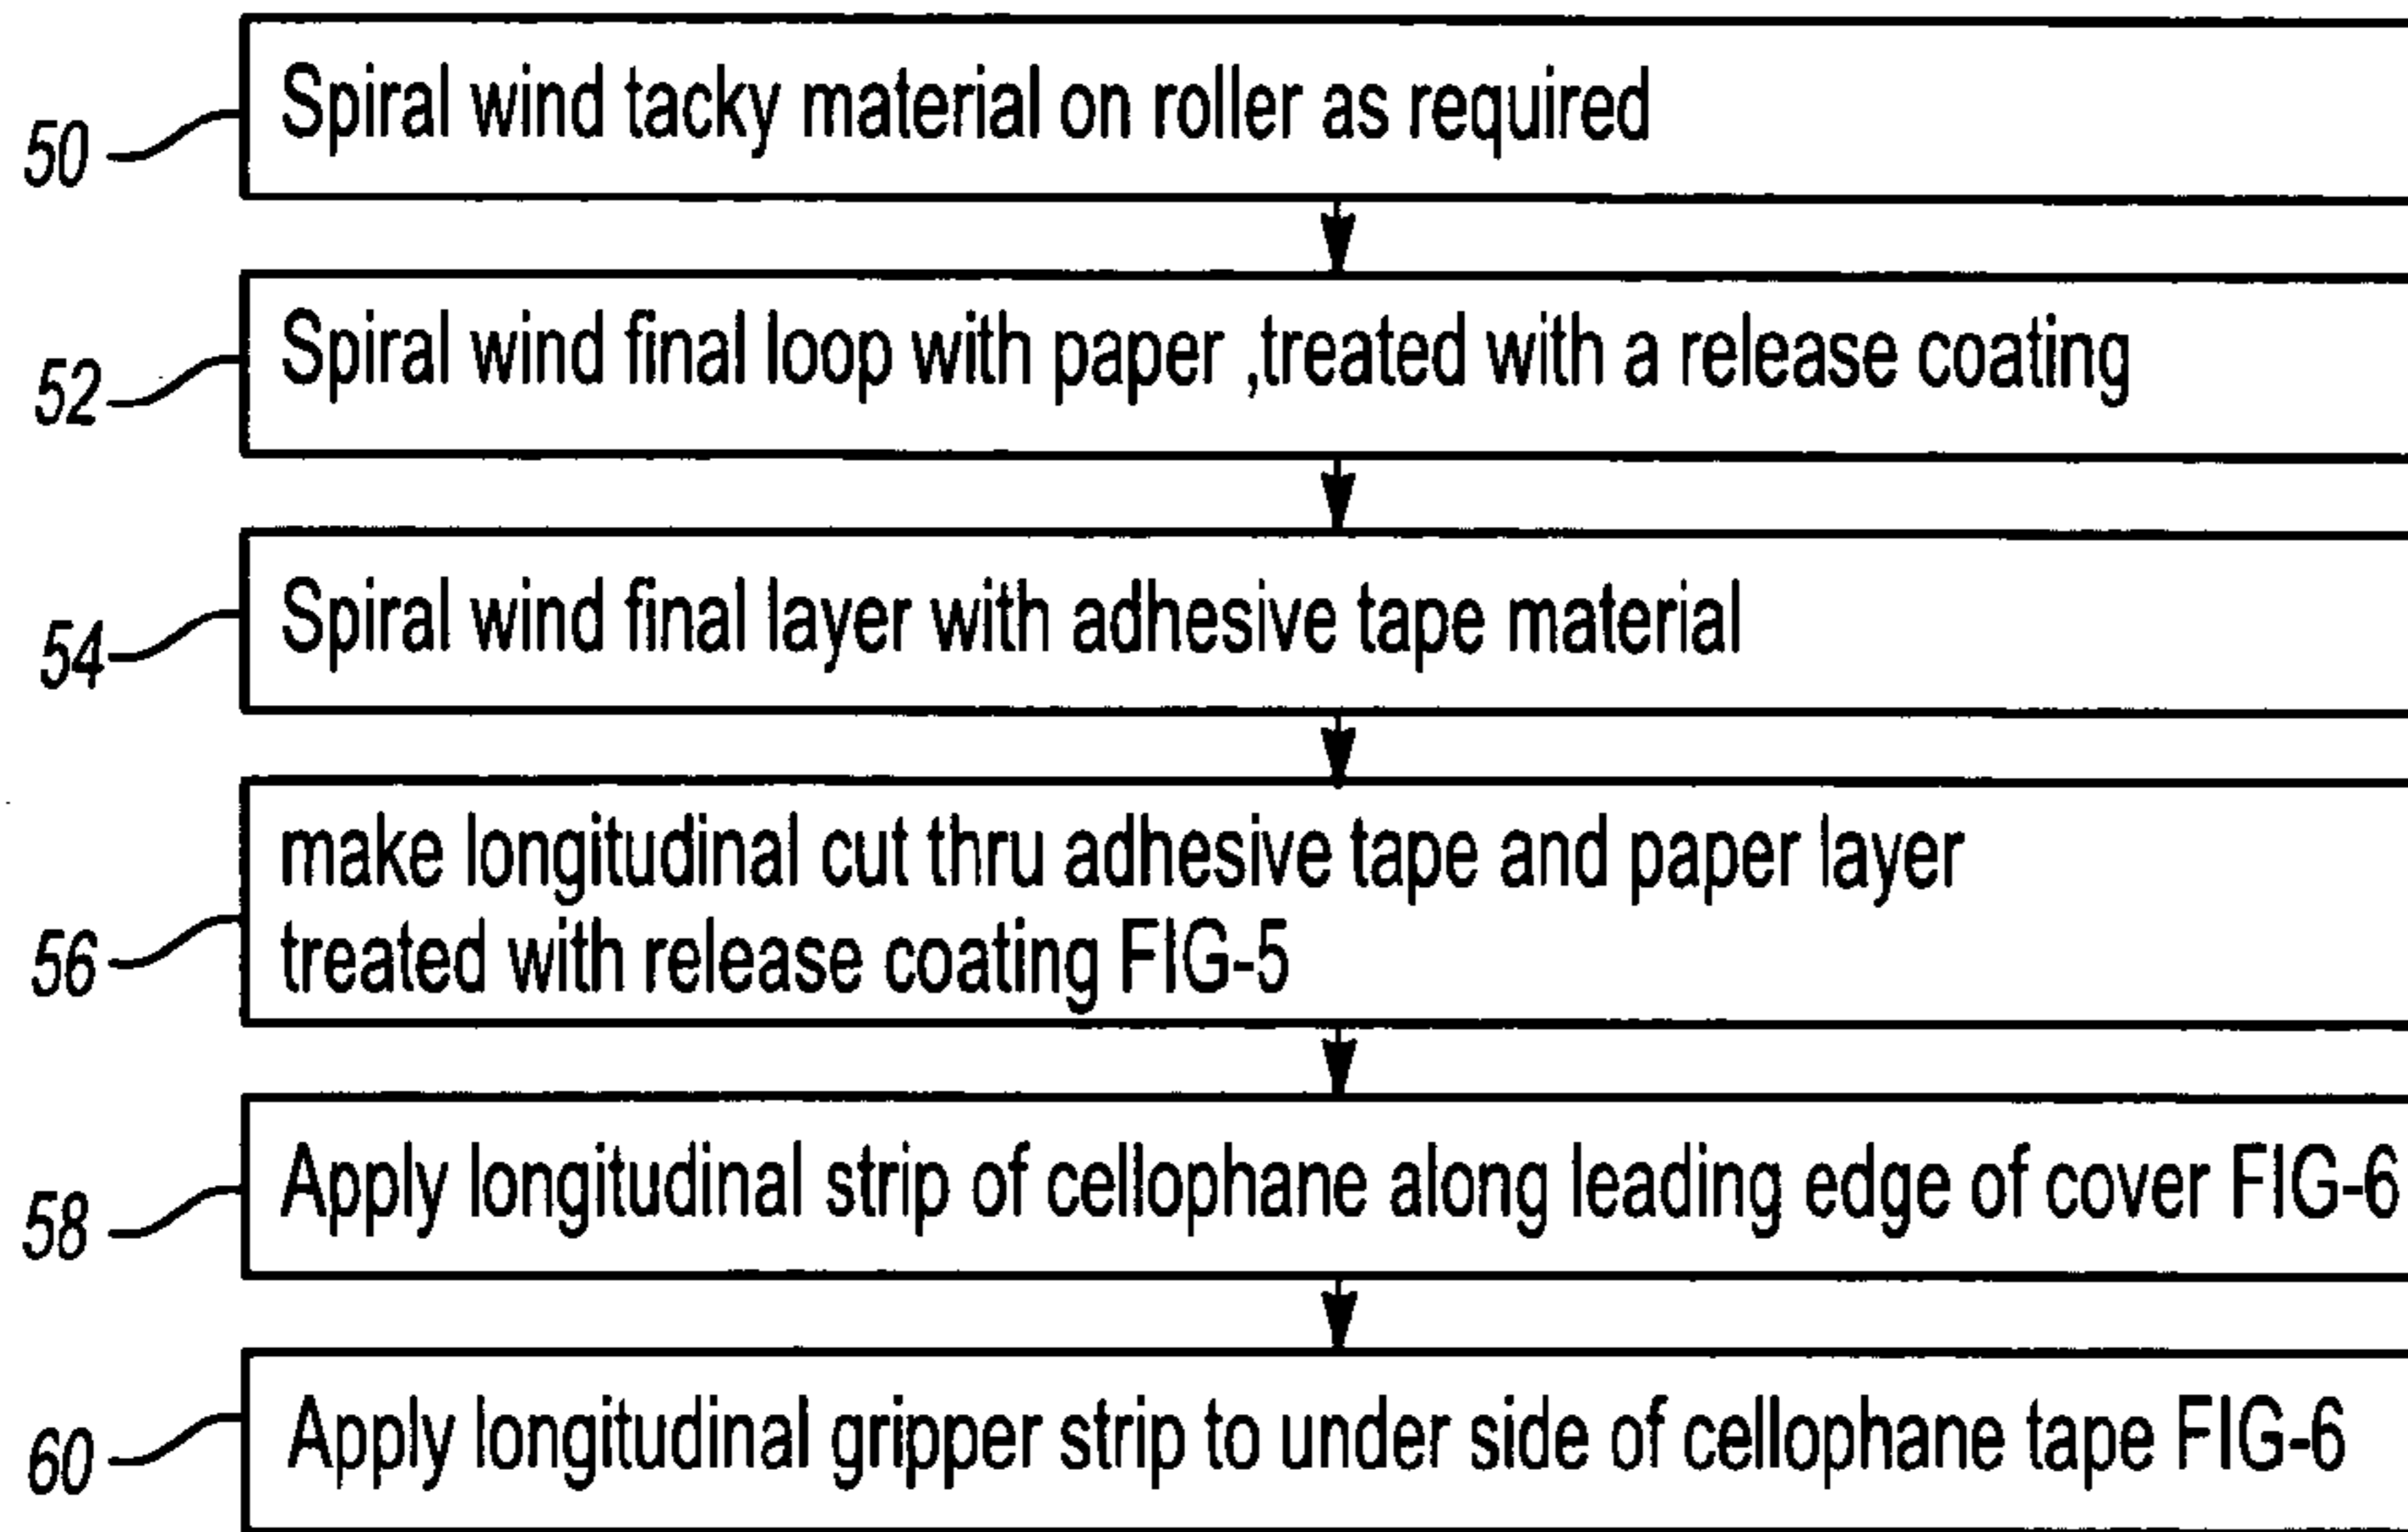 50 Spiral wind tacky material on roller as required
52 Spiral wind final loop with paper ,treated with a release coating
54 Spiral wind final layer with adhesive tape material
make longitudinal cut thru adhesive tape and paper layer
56 treated with release coating FIG-5
58 Apply longitudinal strip of cellophane along leading edge of cover FIG-6
60 Apply longitudinal gripper strip to under side of cellophane tape FIG-6